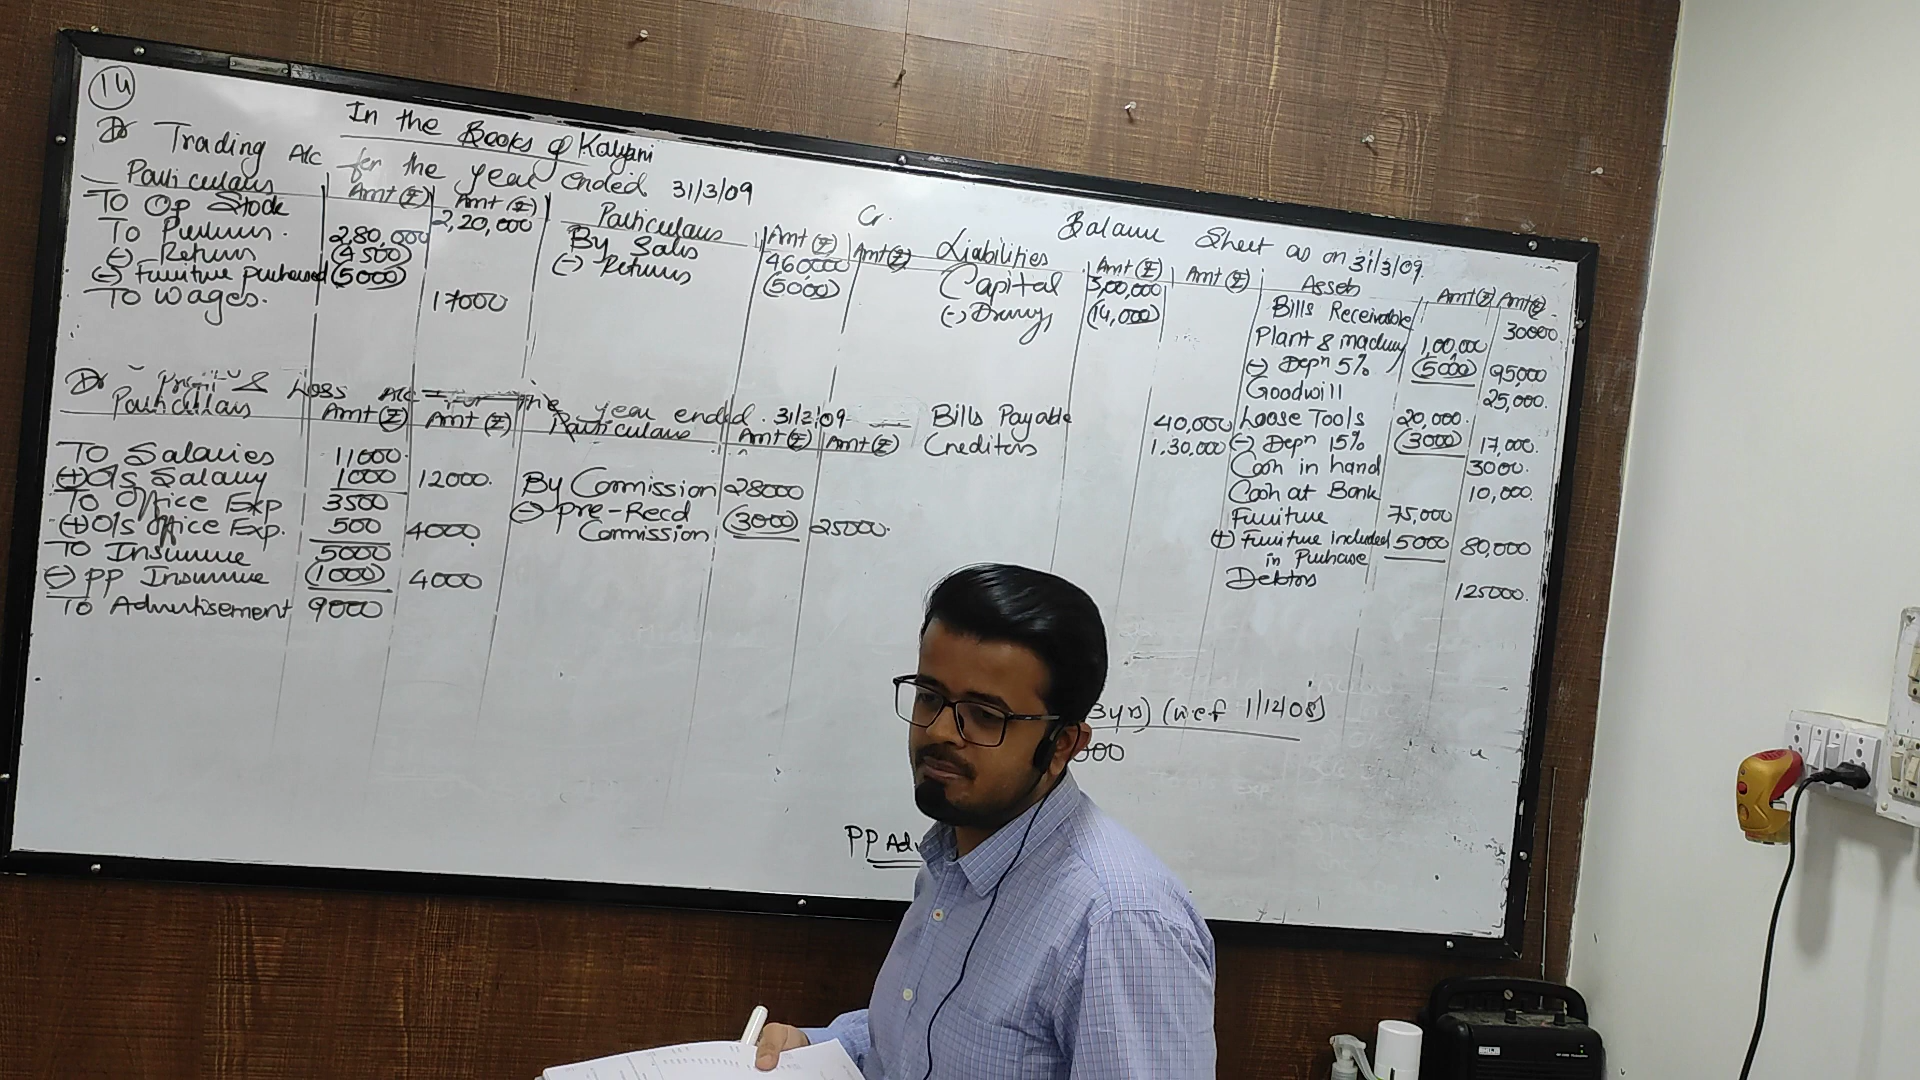 14
In the Books of Kalyani
Dr Trading A/c for the year ended 31/3/09
Cr.
Particulars Amt (₹) Amt (₹) Particulars Amt (₹) Amt (₹)
To Op Stock 2,20,000
To Purchases. 2,80,000
(-) Returns (4500)
(-) Furniture purchased (5000)
To Wages. 17000
By Sales 460,000
(-) Returns (5000)
Dr Profit & Loss A/c for the year ended. 31/3/09
Particulars Amt (₹) Amt (₹) Particulars Amt (₹) Amt (₹)
To Salaries 11000.
(+) O/s Salary 1000 12000.
To Office Exp 3500
(+) O/s Office Exp. 500 4000
To Insurance 5000
(-) PP Insurance (1000) 4000
To Advertisement 9000
By Commission 28000
(-) Pre-Recd Commission (3000) 25000.
Balance Sheet as on 31/3/09
Liabilities Amt (₹) Amt (₹) Assets Amt (₹) Amt (₹)
Capital 3,00,000
(-) Drawings (14,000)
Bills Payable 40,000
Creditors 1,30,000
Bills Receivable 30000
Plant & machinery 1,00,000
(-) Depn 5% (5000) 95,000
Goodwill 25,000.
Loose Tools 20,000.
(-) Depn 15% (3000) 17,000.
Cash in hand 3000.
Cash at Bank 10,000.
Furniture 75,000
(+) Furniture included in Purchase 5000 80,000
Debtors 125000.
3yrs) (wef 1/12/08)
000
PP Adv